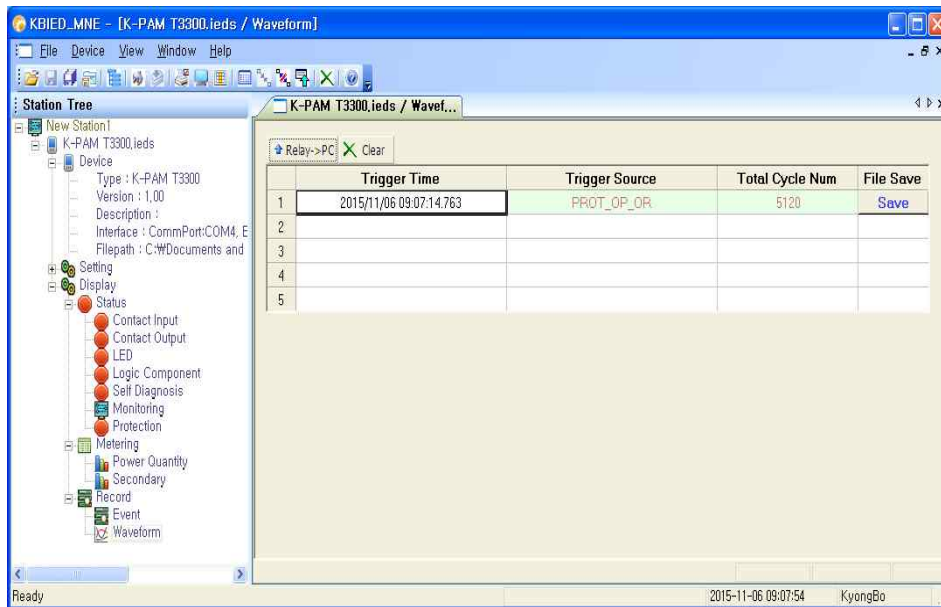 KBIED_MNE - [K-PAM T3300.ieds / Waveform]
File Device View Window Help
Station Tree
K-PAM T3300.ieds / Wavef...
New Station1
K-PAM T3300.ieds
Device
Type : K-PAM T3300
Version : 1,00
Description :
Interface : CommPort:COM4, E
Filepath : C:₩Documents and
Setting
Display
Status
Contact Input
Contact Output
LED
Logic Component
Self Diagnosis
Monitoring
Protection
Metering
Power Quantity
Secondary
Record
Event
Waveform
Relay->PC Clear
Trigger Time Trigger Source Total Cycle Num File Save
1 2015/11/06 09:07:14.763 PROT_OP_OR 5120 Save
2
3
4
5
Ready 2015-11-06 09:07:54 KyongBo